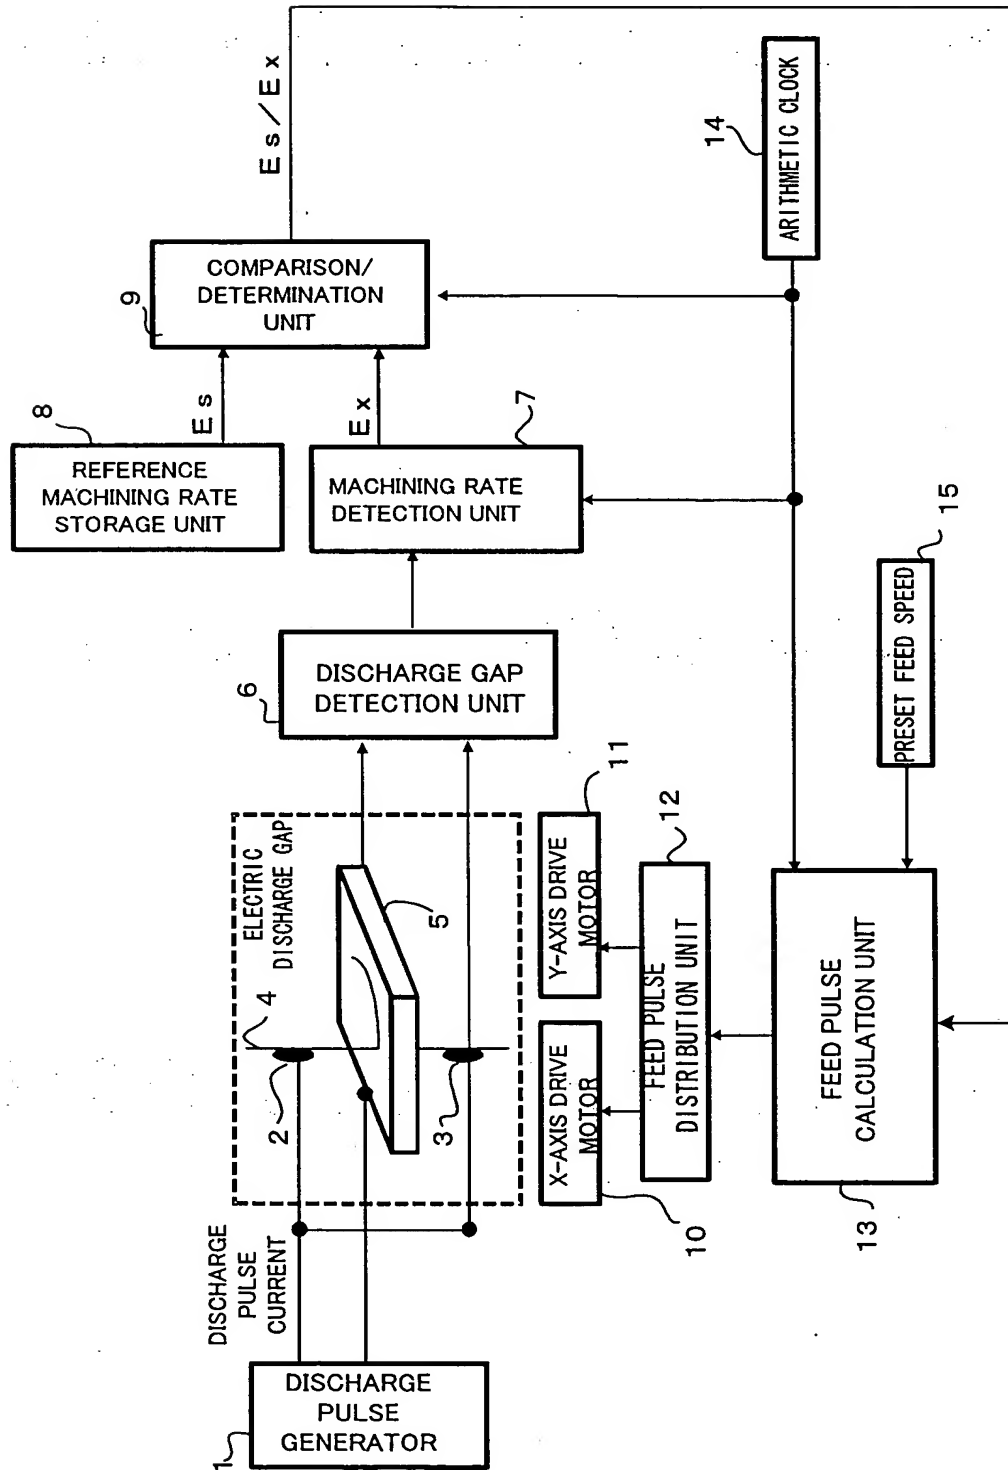 Es/Ex
COMPARISON/
DETERMINATION
UNIT
9
14
ARITHMETIC CLOCK
8
Es
REFERENCE
MACHINING RATE
STORAGE UNIT
Ex
7
MACHINING RATE
DETECTION UNIT
15
PRESET FEED SPEED
6
DISCHARGE GAP
DETECTION UNIT
ELECTRIC
DISCHARGE GAP
4
5
2
3
11
Y-AXIS DRIVE
MOTOR
12
FEED PULSE
DISTRIBUTION UNIT
X-AXIS DRIVE
MOTOR
10
FEED PULSE
CALCULATION UNIT
13
DISCHARGE
PULSE
CURRENT
DISCHARGE
PULSE
GENERATOR
1